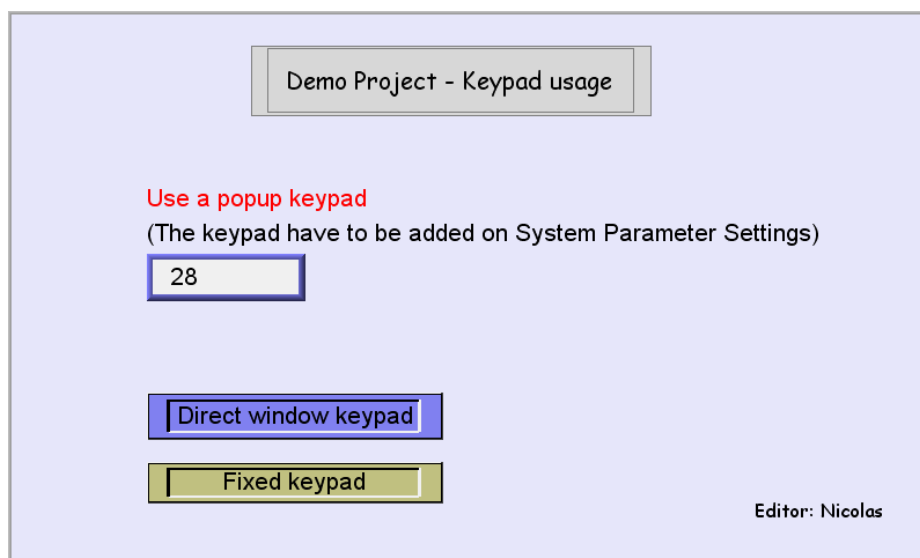 Demo Project - Keypad usage
Use a popup keypad
(The keypad have to be added on System Parameter Settings)
28
Direct window keypad
Fixed keypad
Editor: Nicolas